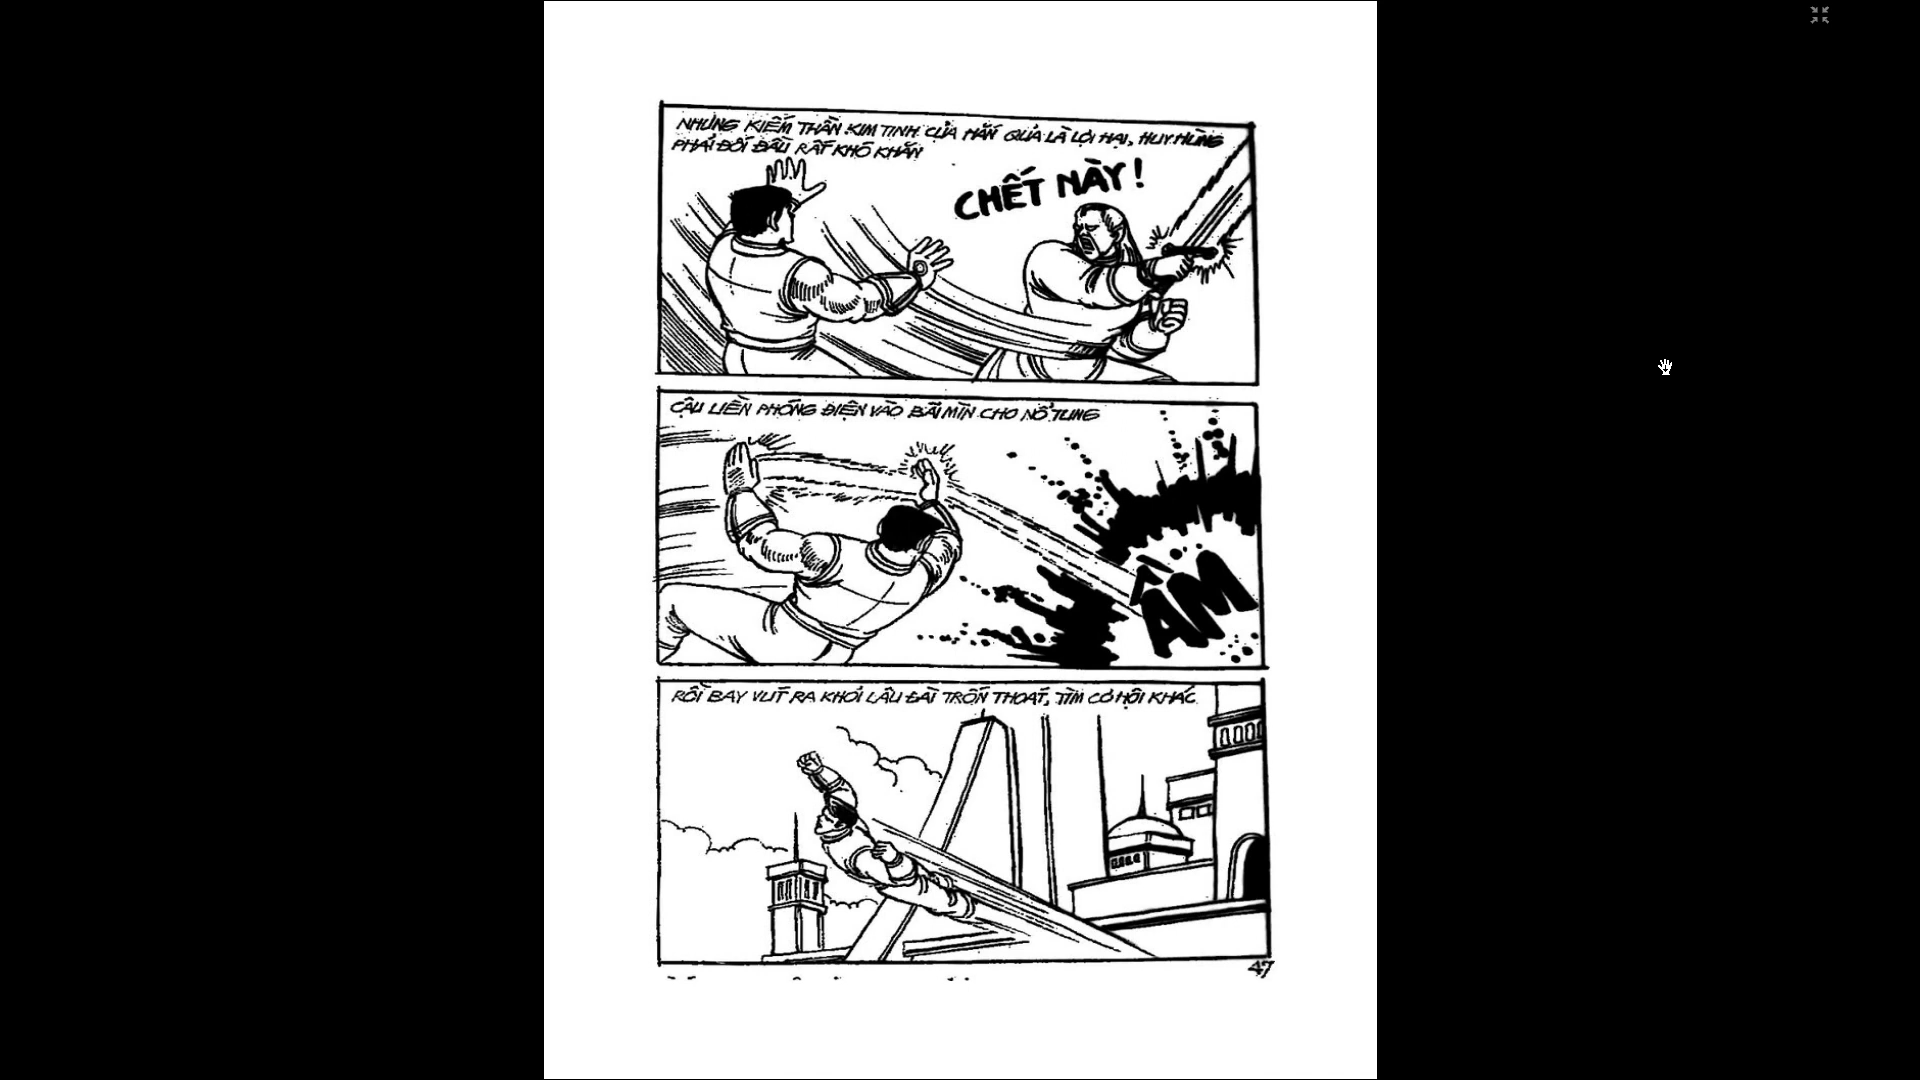 NHƯNG KIẾM THẦN KIM TINH CỦA HẮN QUẢ LÀ LỢI HẠI, HUY HÙNG
PHẢI ĐỐI ĐẦU RẤT KHÓ KHĂN
CHẾT NÀY!
CẬU LIỀN PHÓNG ĐIỆN VÀO BÃI MÌN CHO NỔ TUNG
ẦM
RỒI BAY VÚT RA KHỎI LÂU ĐÀI TRỐN THOÁT, TÌM CƠ HỘI KHÁC
47